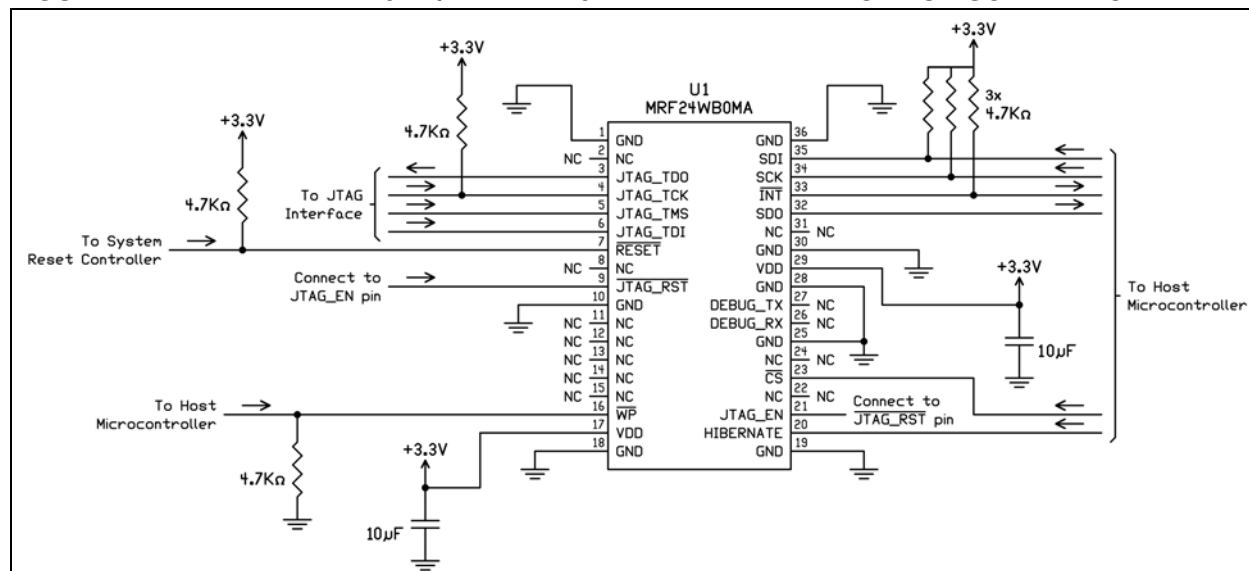 +3.3V
+3.3V
U1
MRF24WB0MA
3x
4.7KΩ
+3.3V
4.7KΩ
4.7KΩ
To JTAG
Interface
To System
Reset Controller
Connect to
JTAG_EN pin
To Host
Microcontroller
4.7KΩ
+3.3V
10µF
1 GND
NC 2 NC
3 JTAG_TDO
4 JTAG_TCK
5 JTAG_TMS
6 JTAG_TDI
7 RESET
NC 8 NC
9 JTAG_RST
10 GND
NC 11 NC
NC 12 NC
NC 13 NC
NC 14 NC
NC 15 NC
16 WP
17 VDD
18 GND
GND 36
SDI 35
SCK 34
INT 33
SDO 32
NC 31 NC
GND 30
VDD 29
GND 28
DEBUG_TX 27 NC
DEBUG_RX 26 NC
GND 25
NC 24 NC
CS 23
NC 22 NC
JTAG_EN 21
HIBERNATE 20
GND 19
Connect to
JTAG_RST pin
+3.3V
10µF
To Host
Microcontroller